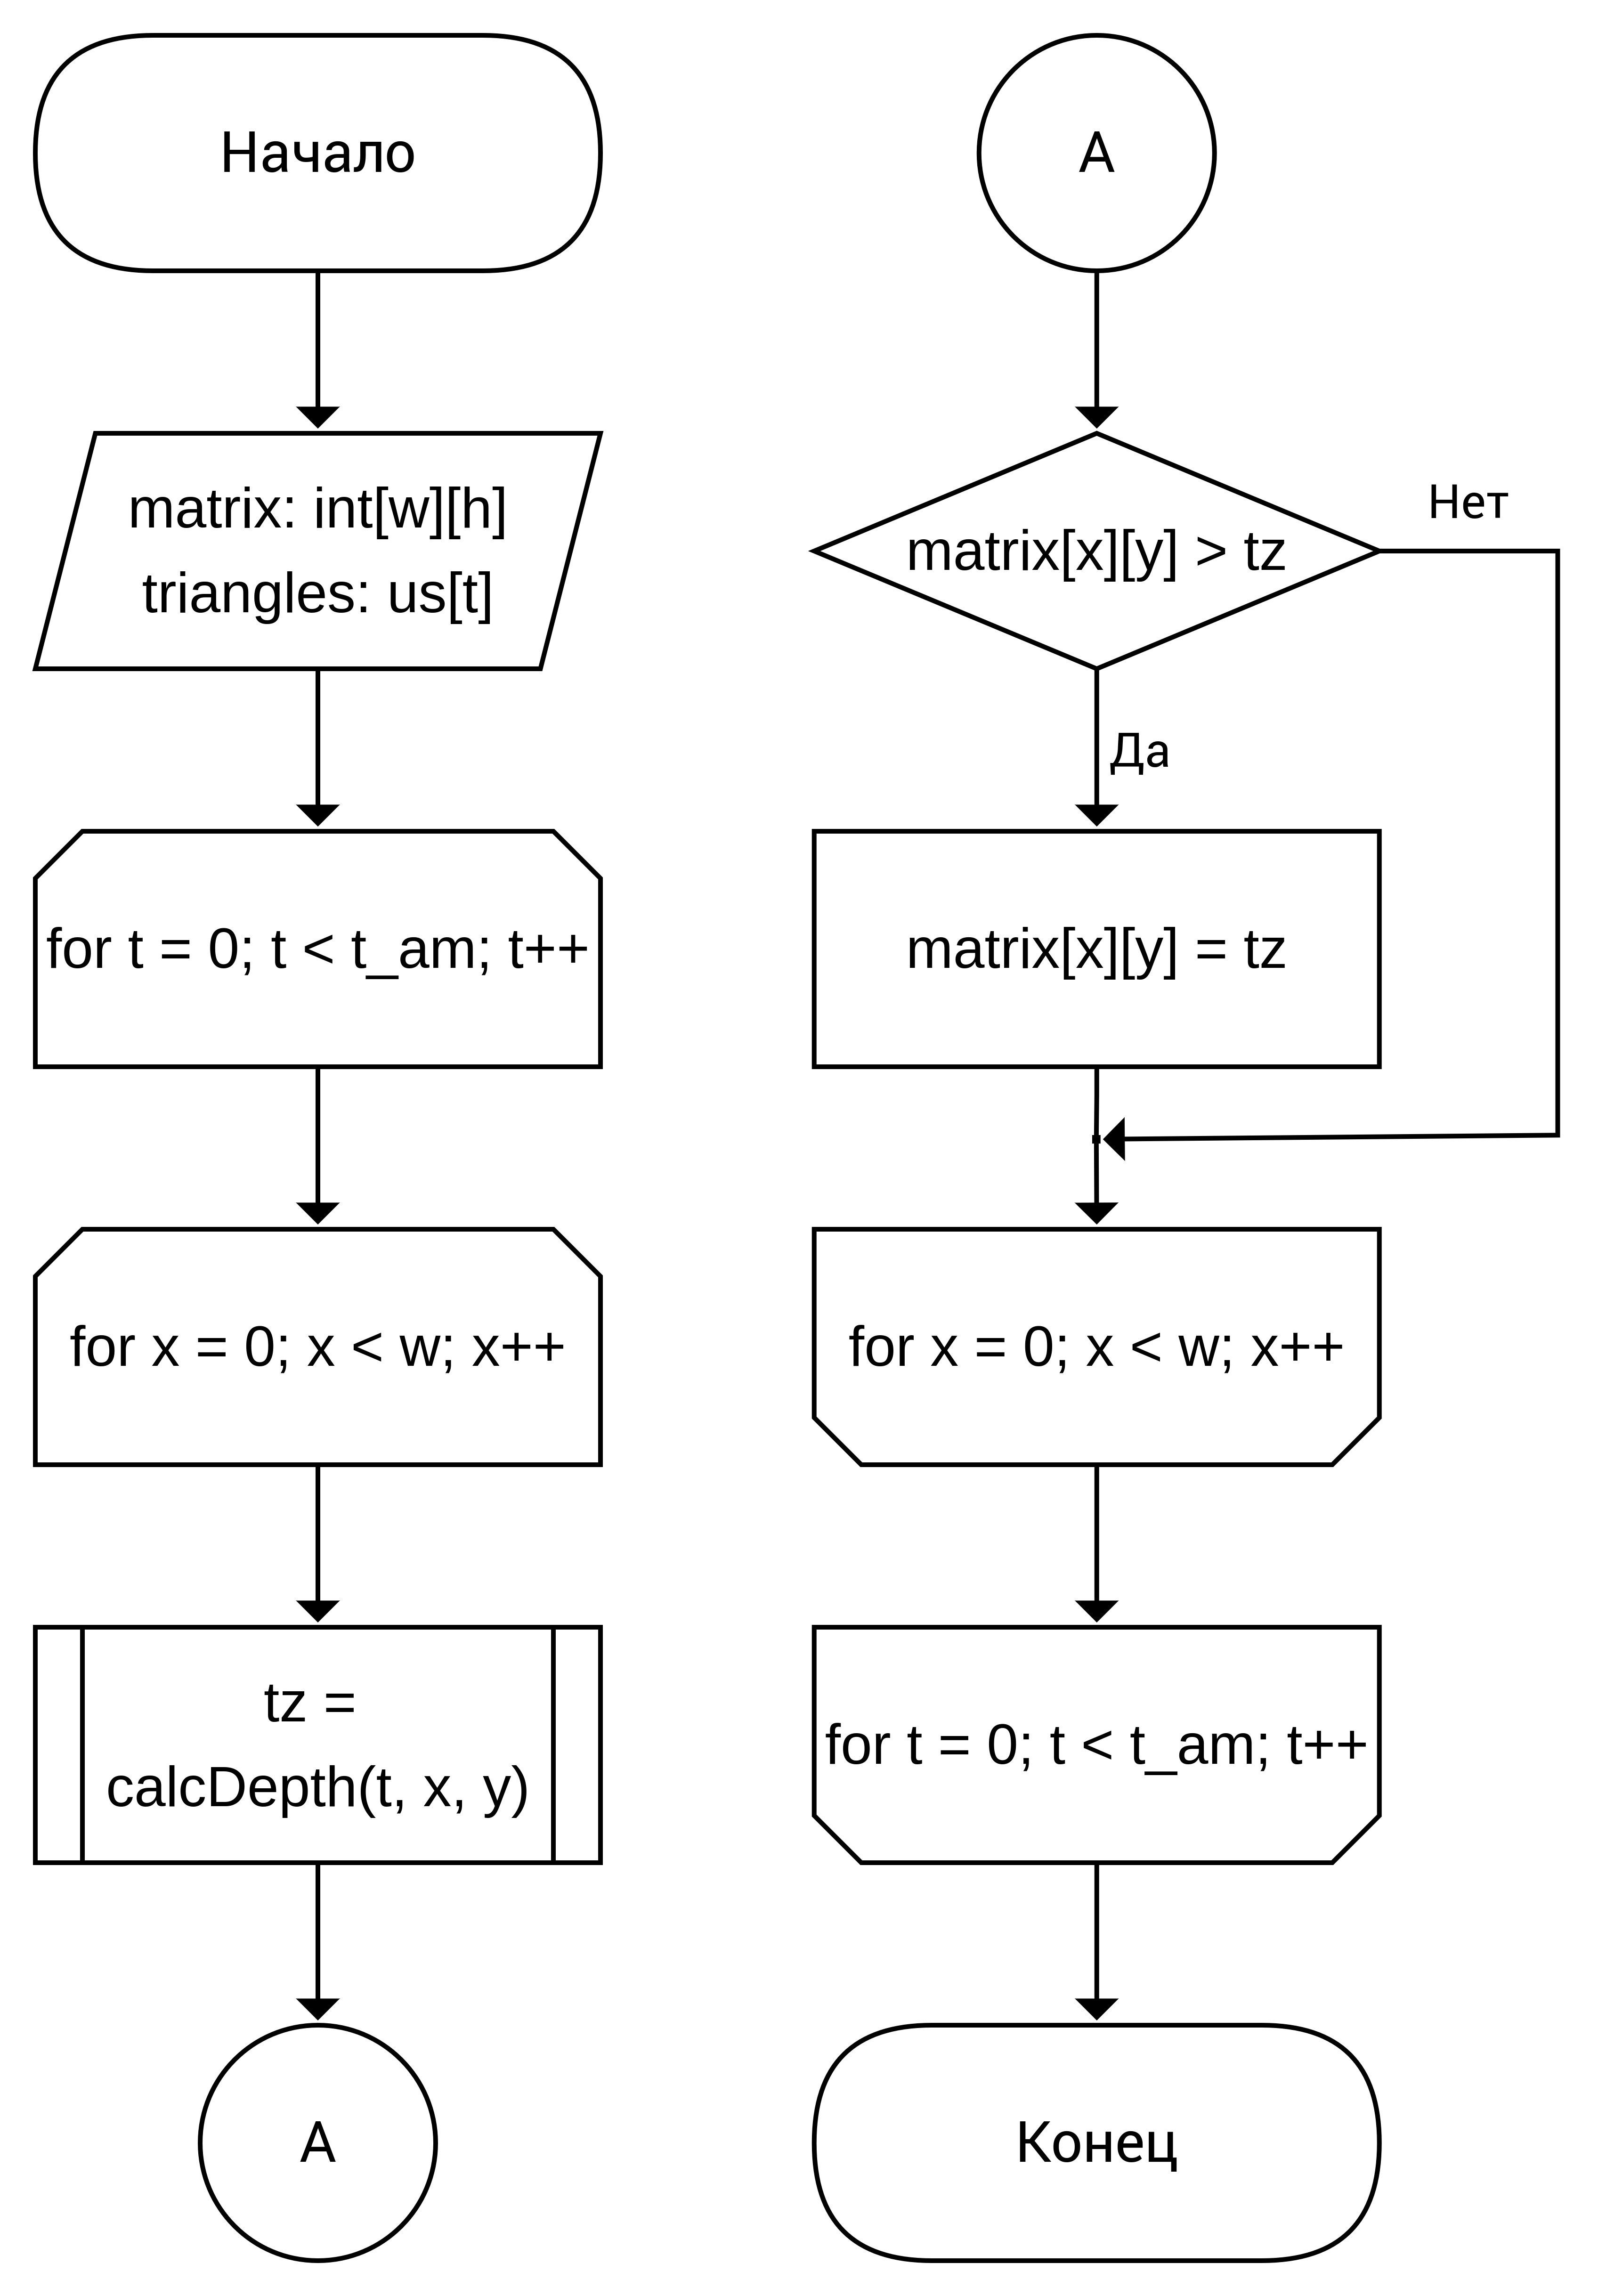 Начало
matrix: int[w][h]
triangles: us[t]
for t = 0; t < t_am; t++
for x = 0; x < w; x++
tz =
calcDepth(t, x, y)
А
А
matrix[x][y] > tz
Нет
Да
matrix[x][y] = tz
for x = 0; x < w; x++
for t = 0; t < t_am; t++
Конец